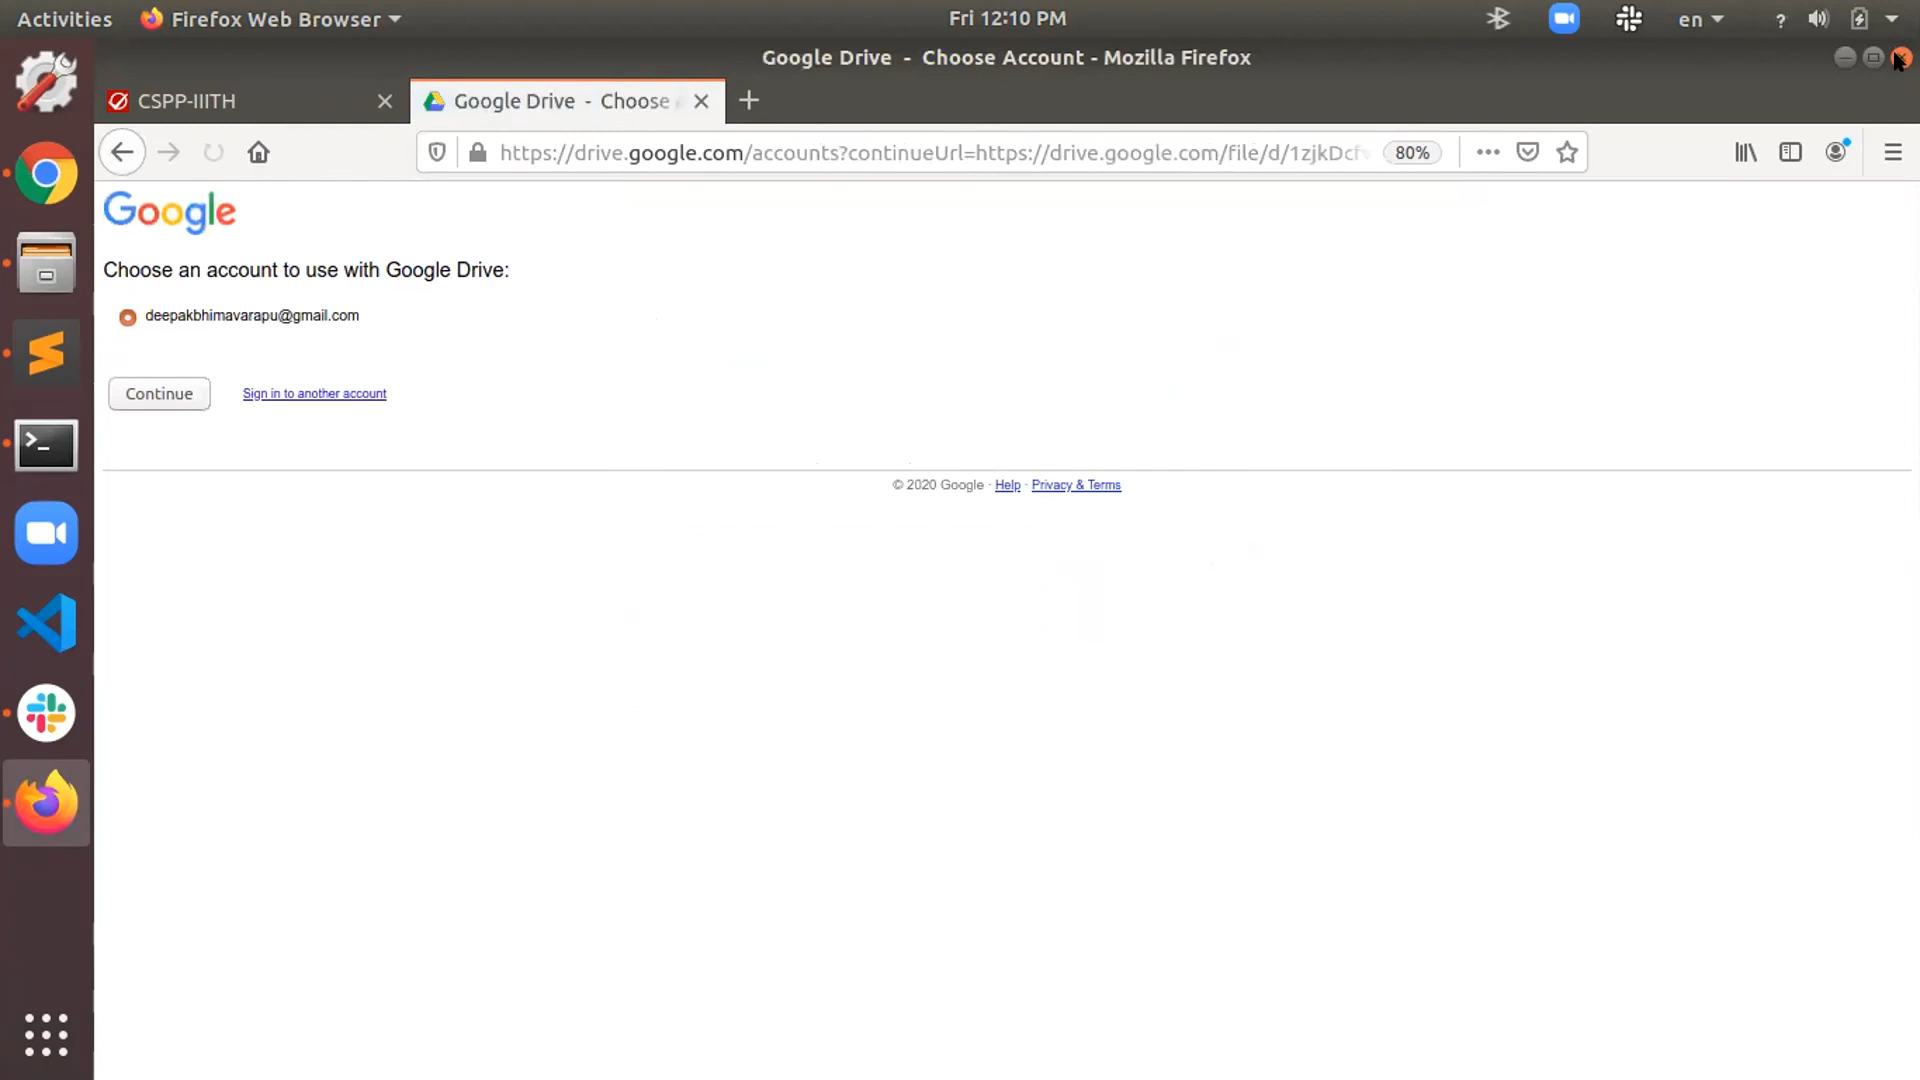 Activities Firefox Web Browser Fri 12:10 PM en ?
Google Drive - Choose Account - Mozilla Firefox
CSPP-IIITH Google Drive - Choose
https://drive.google.com/accounts?continueUrl=https://drive.google.com/file/d/1zjkDcf 80%
Google
Choose an account to use with Google Drive:
deepakbhimavarapu@gmail.com
Continue Sign in to another account
© 2020 Google · Help · Privacy & Terms